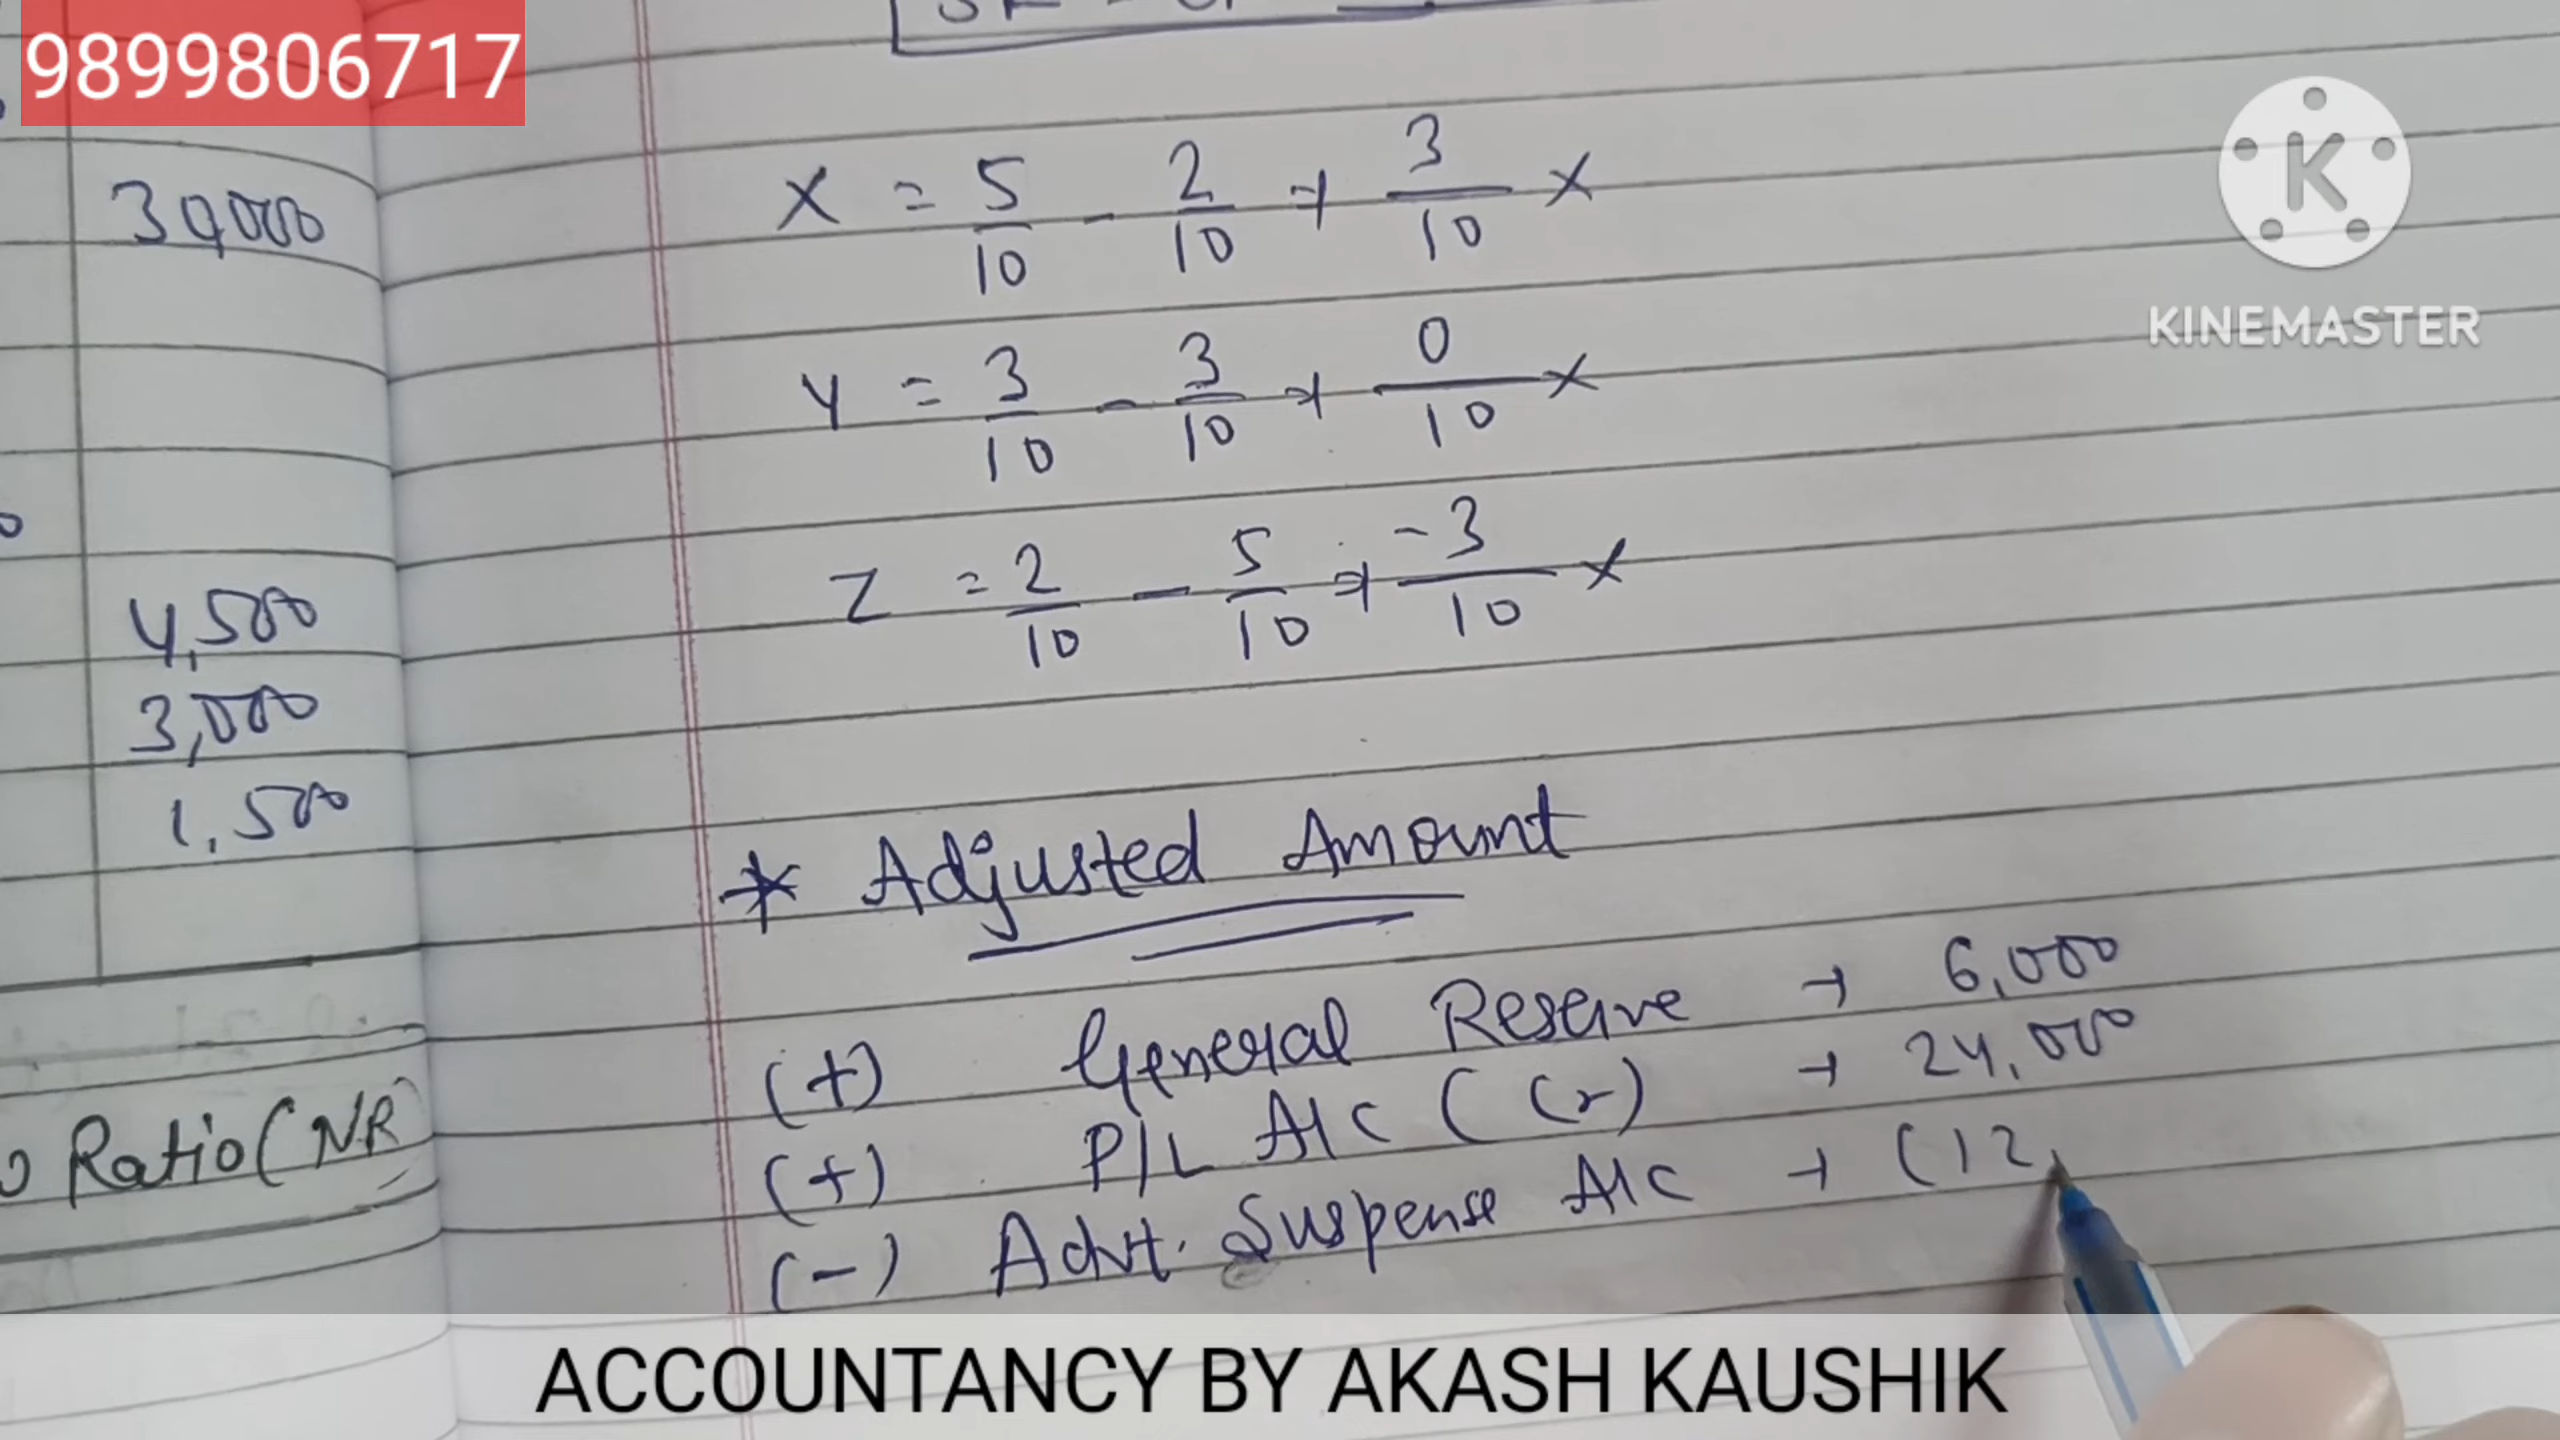 9899806717
30,000
4,500
3,000
1,500
Ratio (NR)
X = 5/10 - 2/10 → 3/10 ×
Y = 3/10 - 3/10 → 0/10 ×
Z = 2/10 - 5/10 → -3/10 ×
* Adjusted Amount
(+) General Reserve → 6,000
(+) P/L A/c (Cr) → 24,000
(-) Advt. Suspense A/c → (12,
KINEMASTER
ACCOUNTANCY BY AKASH KAUSHIK